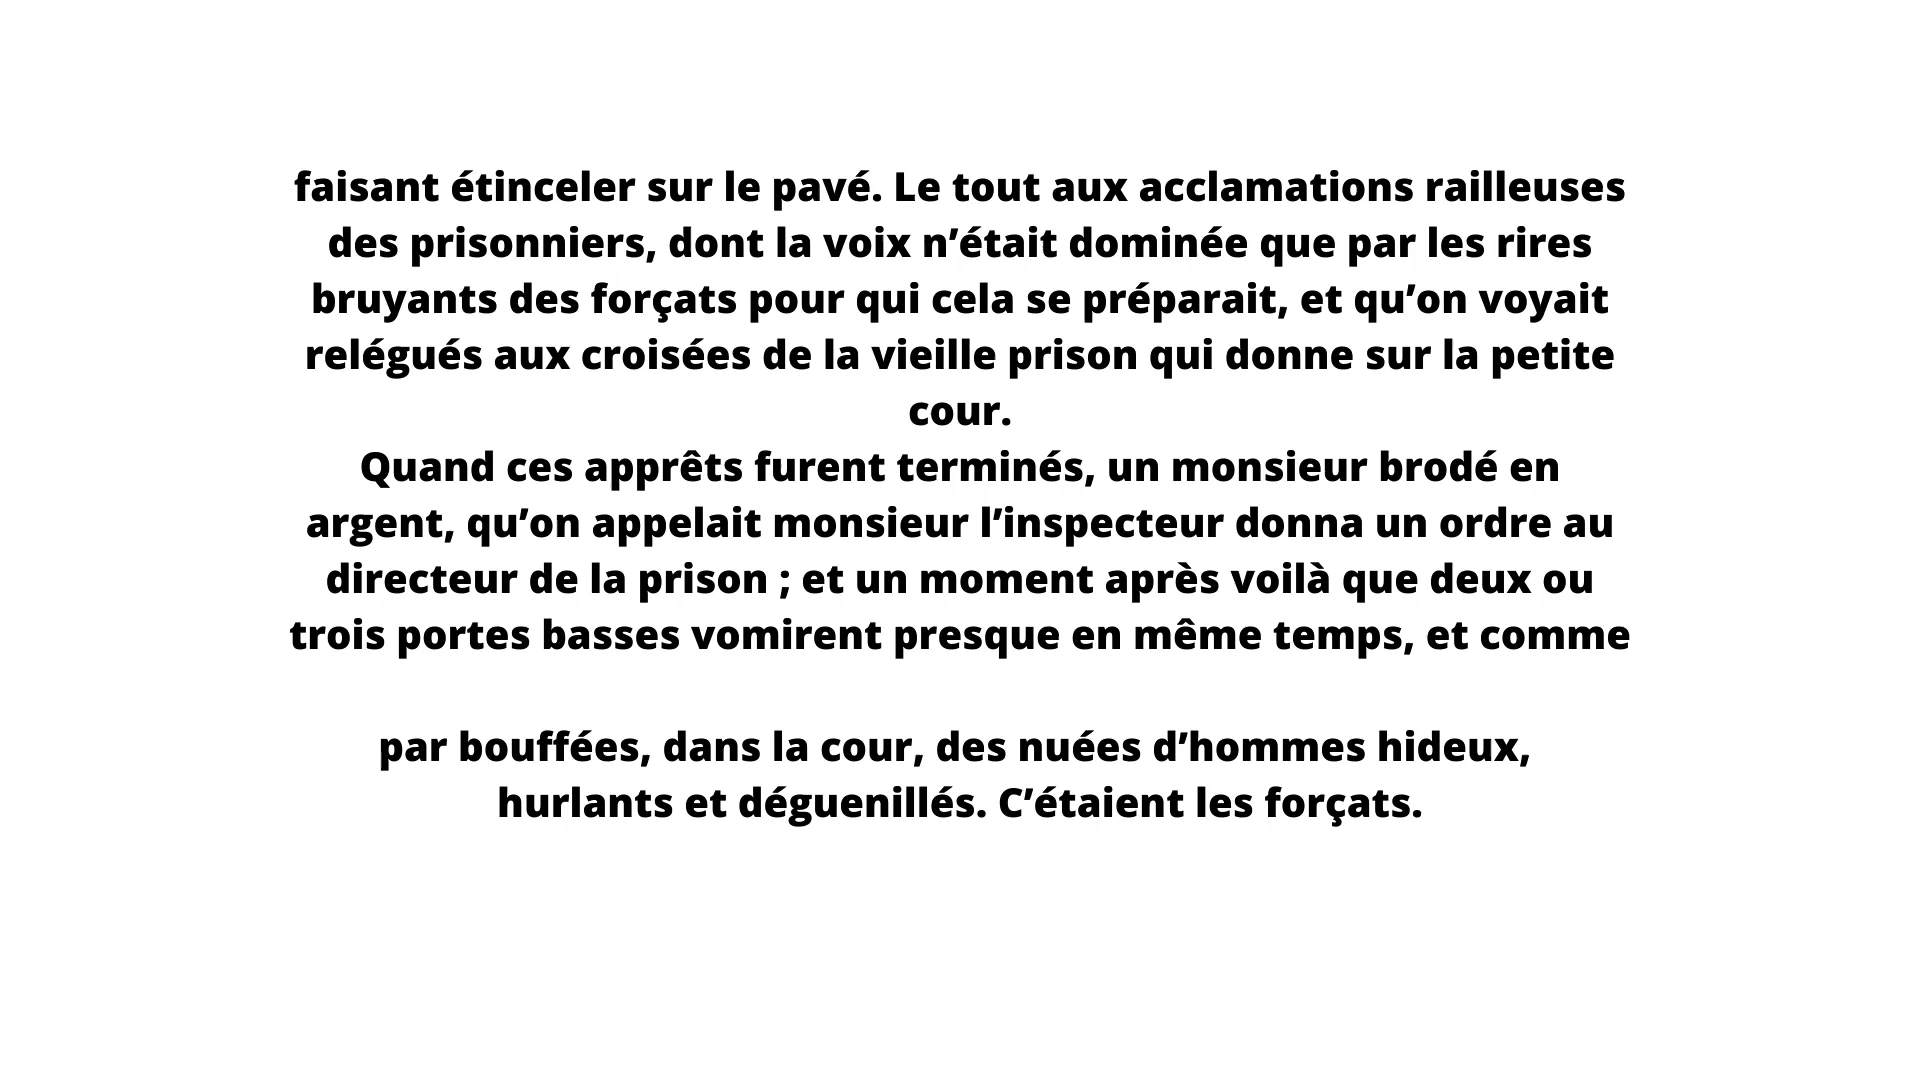 faisant étinceler sur le pavé. Le tout aux acclamations railleuses
des prisonniers, dont la voix n’était dominée que par les rires
bruyants des forçats pour qui cela se préparait, et qu’on voyait
relégués aux croisées de la vieille prison qui donne sur la petite
cour.
Quand ces apprêts furent terminés, un monsieur brodé en
argent, qu’on appelait monsieur l’inspecteur donna un ordre au
directeur de la prison ; et un moment après voilà que deux ou
trois portes basses vomirent presque en même temps, et comme
par bouffées, dans la cour, des nuées d’hommes hideux,
hurlants et déguenillés. C’étaient les forçats.